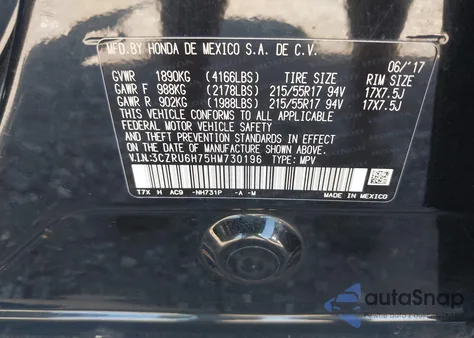 MFD.BY HONDA DE MEXICO S.A. DE C.V.
06/'17
GVWR 1890KG (4166LBS) TIRE SIZE RIM SIZE
GAWR F 988KG (2178LBS) 215/55R17 94V 17X7.5J
GAWR R 902KG (1988LBS) 215/55R17 94V 17X7.5J
THIS VEHICLE CONFORMS TO ALL APPLICABLE
FEDERAL MOTOR VEHICLE SAFETY, BUMPER,
AND THEFT PREVENTION STANDARDS IN EFFECT
ON THE DATE OF MANUFACTURE SHOWN ABOVE.
V.I.N:3CZRU6H75HM730196 TYPE: MPV
T7X H AC9 -NH731P -A -M
MADE IN MEXICO
autoSnap